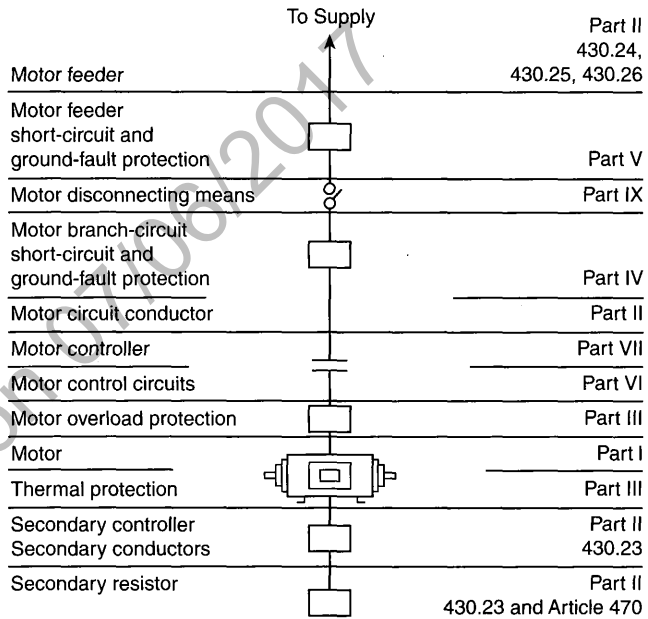 To Supply
Part II
430.24,
Motor feeder 430.25, 430.26
Motor feeder
short-circuit and
ground-fault protection Part V
Motor disconnecting means Part IX
Motor branch-circuit
short-circuit and
ground-fault protection Part IV
Motor circuit conductor Part II
Motor controller Part VII
Motor control circuits Part VI
Motor overload protection Part III
Motor Part I
Thermal protection Part III
Secondary controller Part II
Secondary conductors 430.23
Secondary resistor Part II
430.23 and Article 470
on 07/06/2017